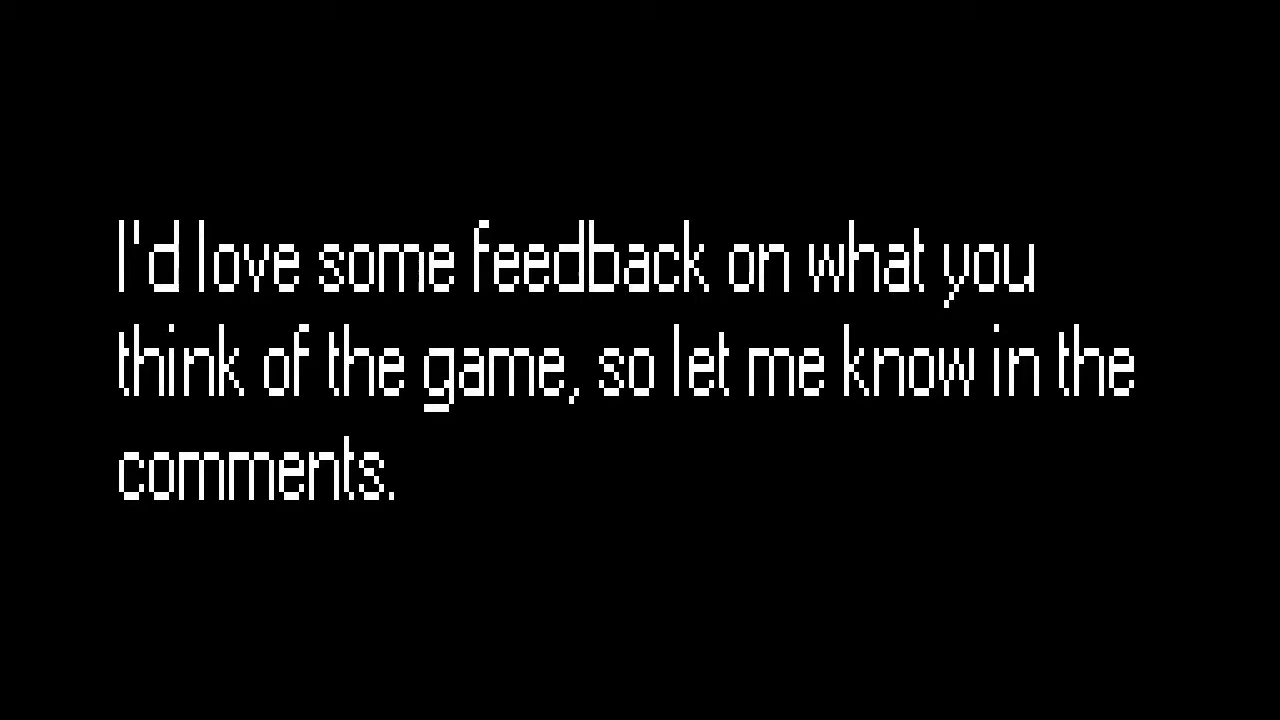 I'd love some feedback on what you
think of the game, so let me know in the
comments.